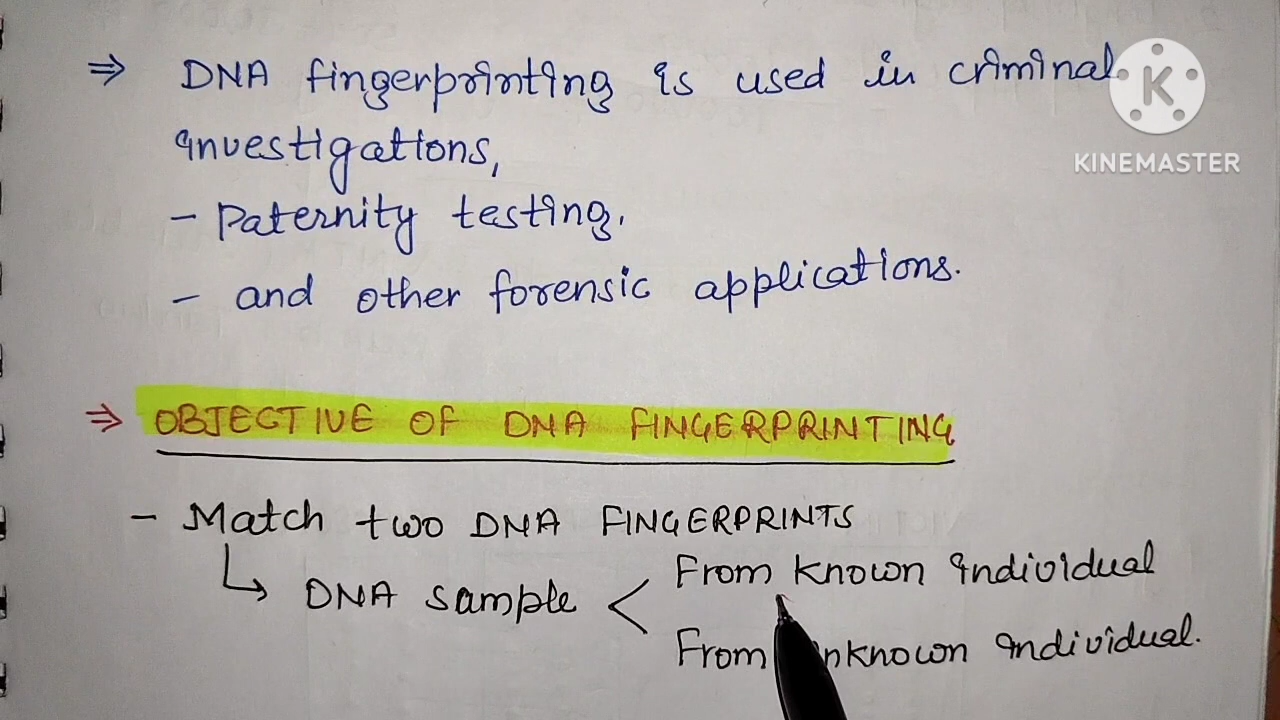 ⇒ DNA fingerprinting is used in criminal
investigations,
- Paternity testing.
- and other forensic applications.
⇒ OBJECTIVE OF DNA FINGERPRINTING
- Match two DNA FINGERPRINTS
↳ DNA sample < From known individual
From unknown individual.
K
KINEMASTER